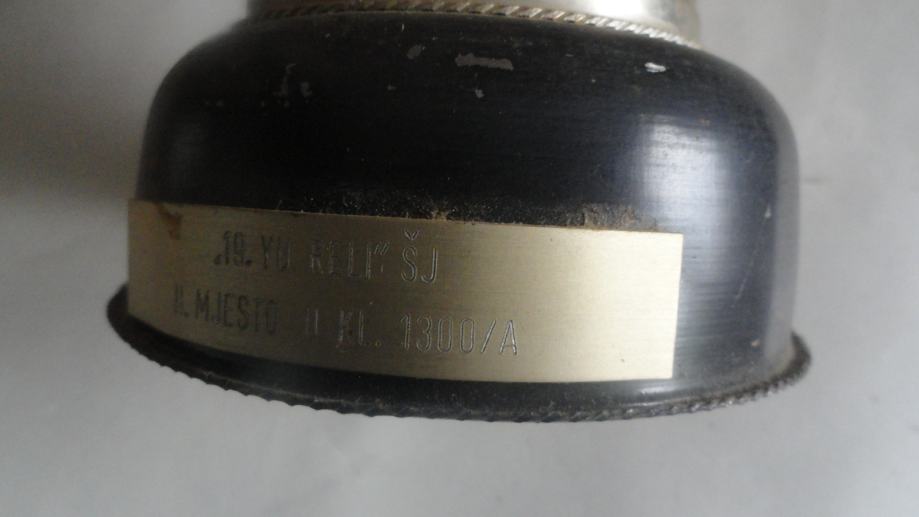 „19. YU RELI“ ŠJ
II. MJESTO II KL. 1300/A